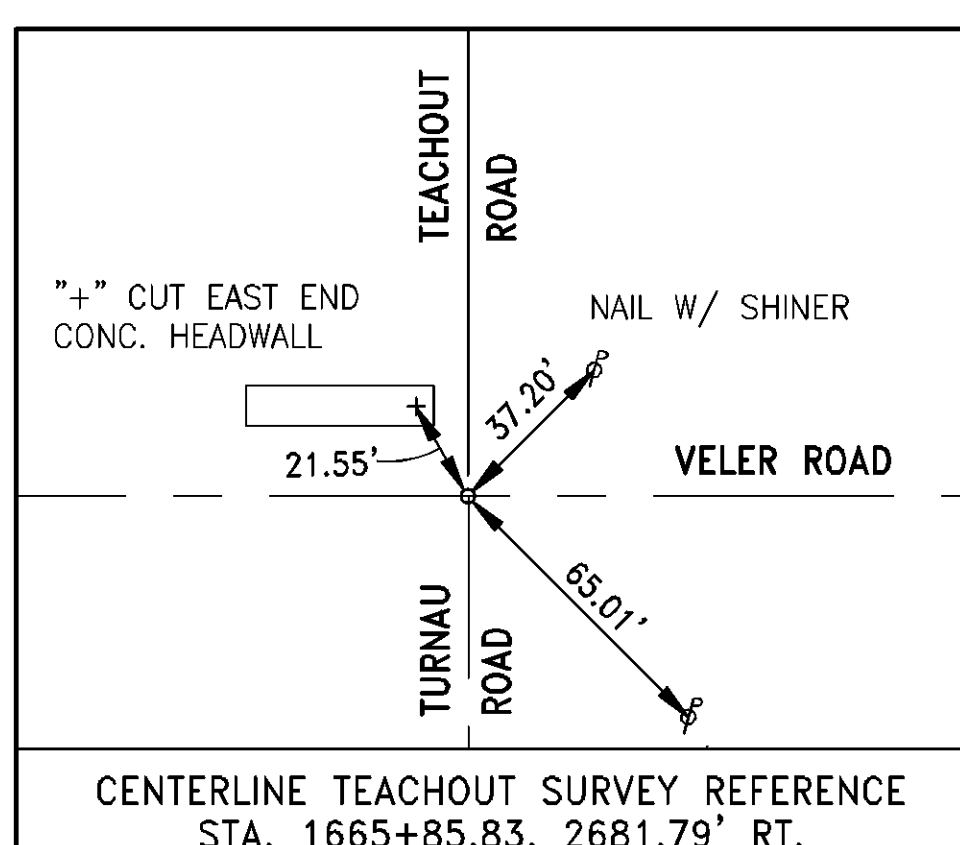 TEACHOUT
ROAD
"+" CUT EAST END
CONC. HEADWALL
NAIL W/ SHINER
37.20'
21.55'
VELER ROAD
65.01'
TURNAU
ROAD
CENTERLINE TEACHOUT SURVEY REFERENCE
STA. 1665+85.83, 2681.79' RT.